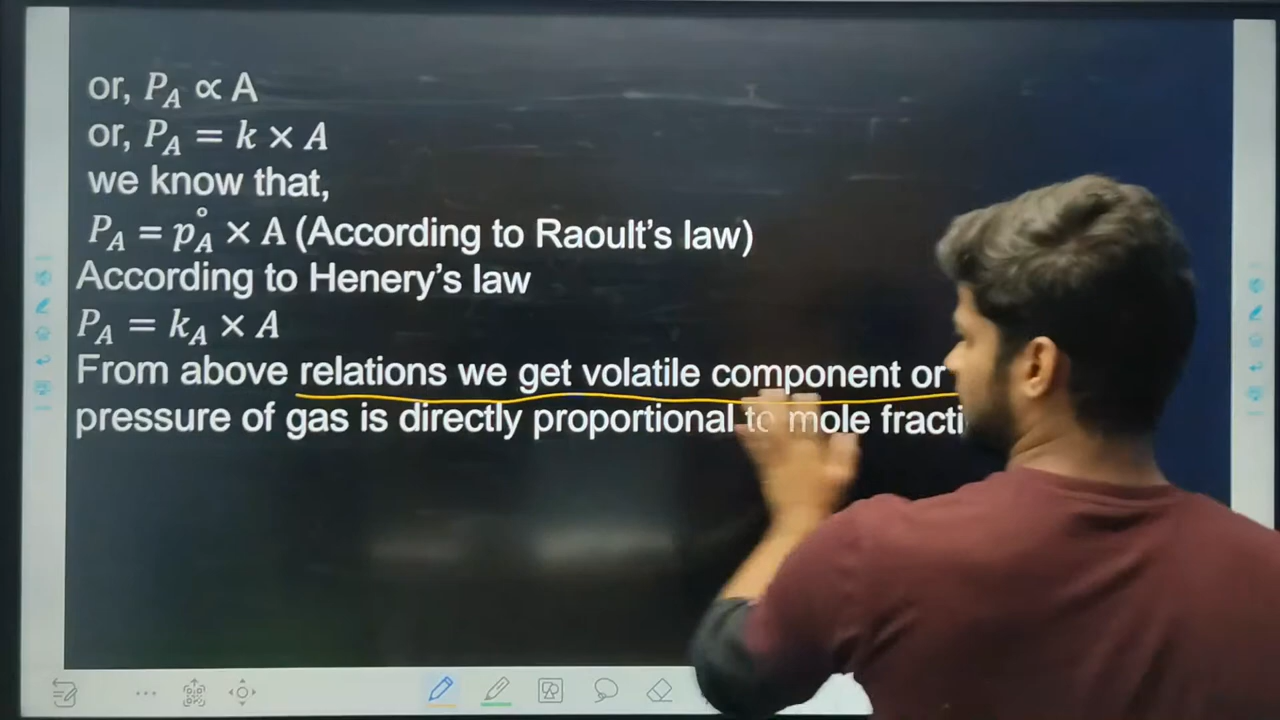 or, P_A ∝ A
or, P_A = k × A
we know that,
P_A = p°_A × A (According to Raoult's law)
According to Henery's law
P_A = k_A × A
From above relations we get volatile component or
pressure of gas is directly proportional to mole